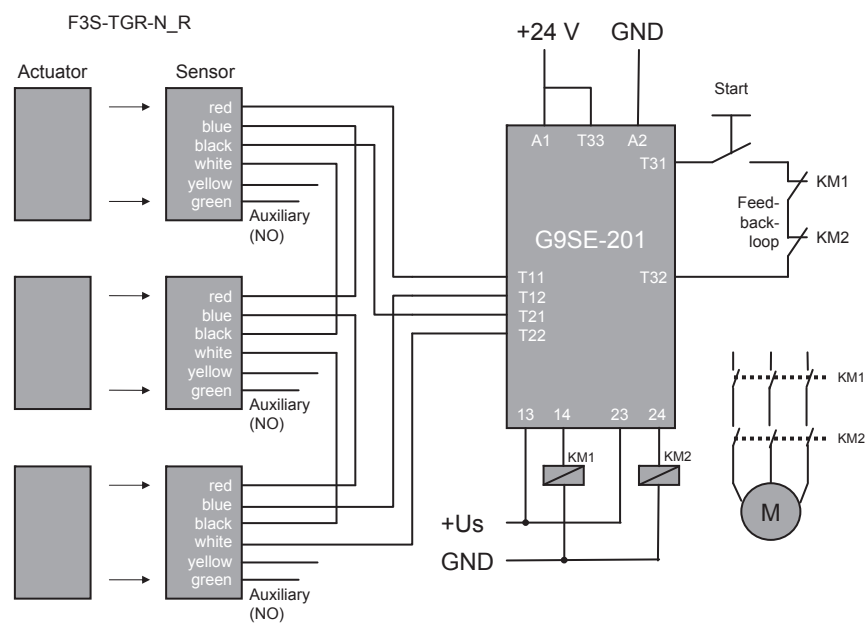 F3S-TGR-N_R
Actuator
Sensor
red
blue
black
white
yellow
green
Auxiliary
(NO)
red
blue
black
white
yellow
green
Auxiliary
(NO)
red
blue
black
white
yellow
green
Auxiliary
(NO)
+24 V
GND
A1
T33
A2
T31
G9SE-201
T11
T12
T21
T22
T32
13
14
23
24
KM1
KM2
+Us
GND
Start
KM1
Feed-
back-
loop
KM2
KM1
KM2
M